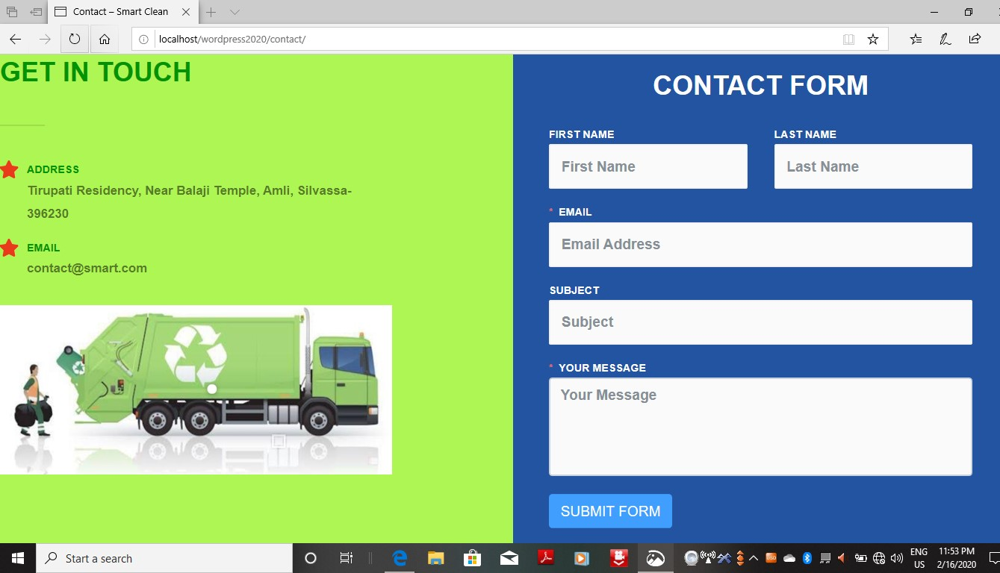 Contact – Smart Clean
localhost/wordpress2020/contact/
GET IN TOUCH
ADDRESS
Tirupati Residency, Near Balaji Temple, Amli, Silvassa-
396230
EMAIL
contact@smart.com
CONTACT FORM
FIRST NAME
LAST NAME
First Name
Last Name
* EMAIL
Email Address
SUBJECT
Subject
* YOUR MESSAGE
Your Message
SUBMIT FORM
Start a search
ENG
US
11:53 PM
2/16/2020